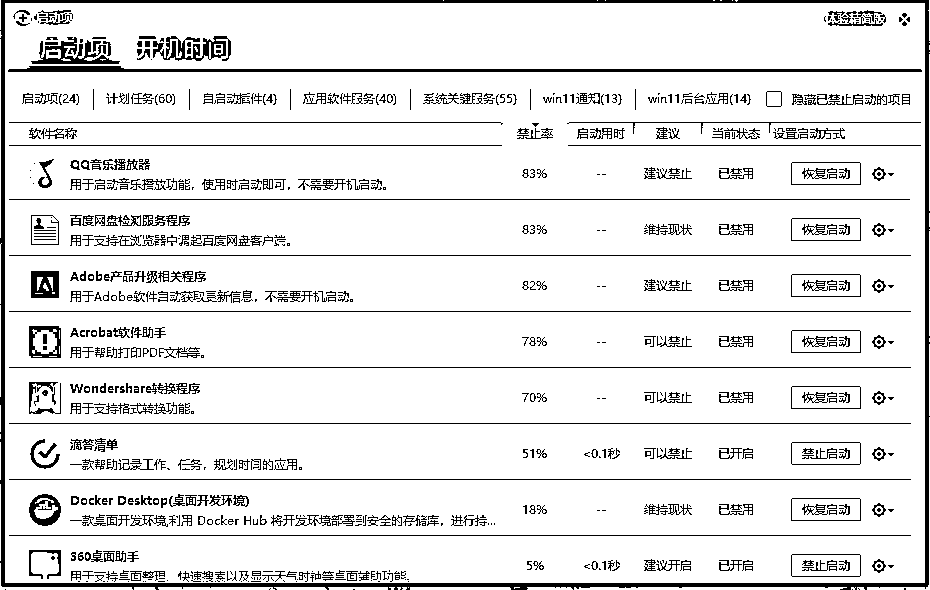 启动项
体验精简版
启动项 开机时间
启动项(24) 计划任务(60) 自启动插件(4) 应用软件服务(40) 系统关键服务(55) win11通知(13) win11后台应用(14) 隐藏已禁止启动的项目
软件名称 禁止率 启动用时 建议 当前状态 设置启动方式
QQ音乐播放器
用于启动音乐播放功能，使用时启动即可，不需要开机启动。
83% -- 建议禁止 已禁用 恢复启动
百度网盘检测服务程序
用于支持在浏览器中调起百度网盘客户端。
83% -- 维持现状 已禁用 恢复启动
Adobe产品升级相关程序
用于Adobe软件启动获取更新信息，不需要开机启动。
82% -- 建议禁止 已禁用 恢复启动
Acrobat软件助手
用于帮助打印PDF文档等。
78% -- 可以禁止 已禁用 恢复启动
Wondershare转换程序
用于支持格式转换功能。
70% -- 可以禁止 已禁用 恢复启动
滴答清单
一款帮助记录工作、任务，规划时间的应用。
51% <0.1秒 可以禁止 已开启 禁止启动
Docker Desktop(桌面开发环境)
一款桌面开发环境,利用 Docker Hub 将开发环境部署到安全的存储库，进行持...
18% -- 维持现状 已禁用 恢复启动
360桌面助手
用于支持桌面整理、快速搜索以及显示天气时钟等桌面辅助功能。
5% <0.1秒 建议开启 已开启 禁止启动